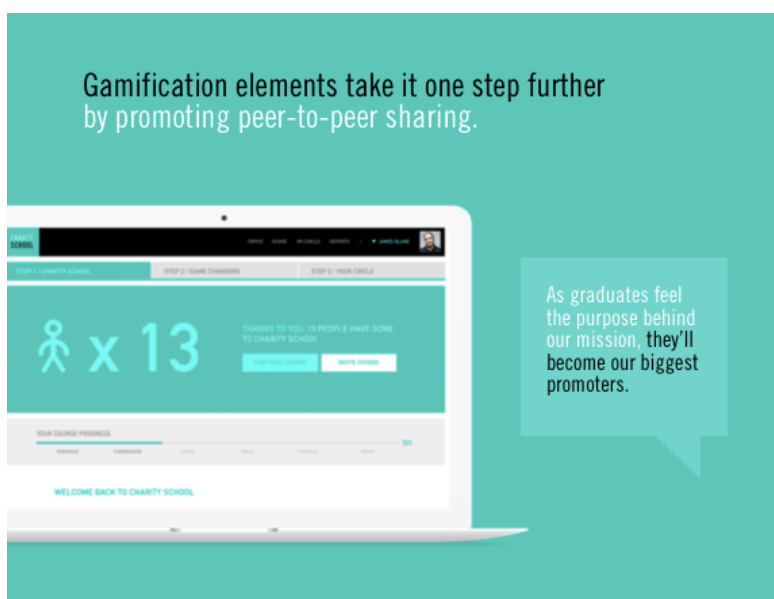 Gamification elements take it one step further
by promoting peer-to-peer sharing.
CHARITY
SCHOOL
TOPICS SHARE MY CIRCLE REPORTS | JAMES BLAKE
STEP 1 / CHARITY SCHOOL STEP 2 / GAME CHANGERS STEP 3 / YOUR CIRCLE
x 13
THANKS TO YOU, 13 PEOPLE HAVE GONE
TO CHARITY SCHOOL
CONTINUE COURSE INVITE OTHERS
YOUR COURSE PROGRESS
FUNDRAISING
WELCOME BACK TO CHARITY SCHOOL
As graduates feel
the purpose behind
our mission, they'll
become our biggest
promoters.